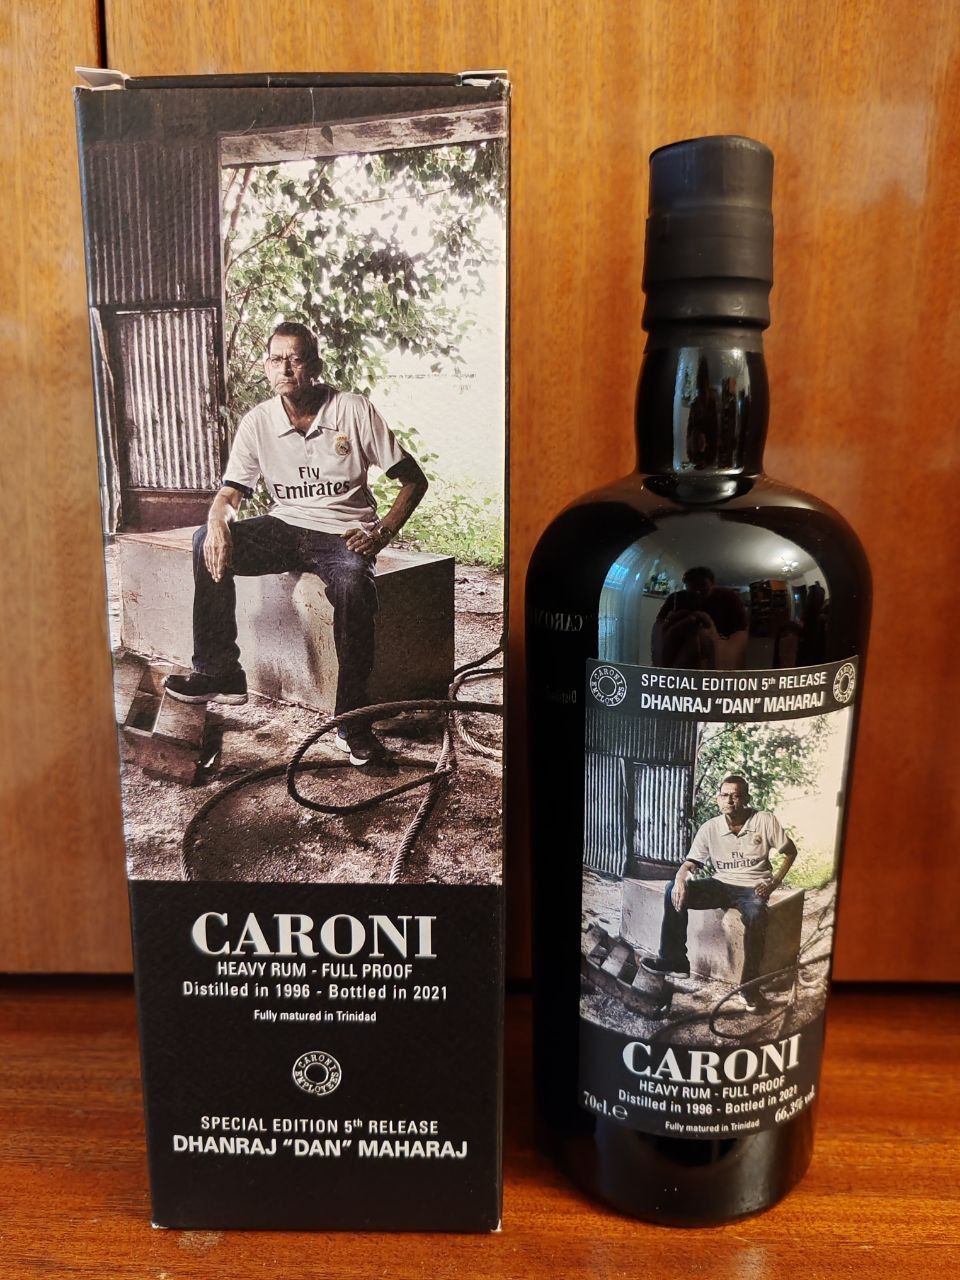 Fly
Emirates
CARONI
HEAVY RUM - FULL PROOF
Distilled in 1996 - Bottled in 2021
Fully matured in Trinidad
CARONI
EMPLOYEES
SPECIAL EDITION 5th RELEASE
DHANRAJ “DAN” MAHARAJ
CARONI
EMPLOYEES
SPECIAL EDITION 5th RELEASE
DHANRAJ “DAN” MAHARAJ
Fly
Emirates
CARONI
HEAVY RUM - FULL PROOF
Distilled in 1996 - Bottled in 2021
70cl. e
66,3% vol.
Fully matured in Trinidad